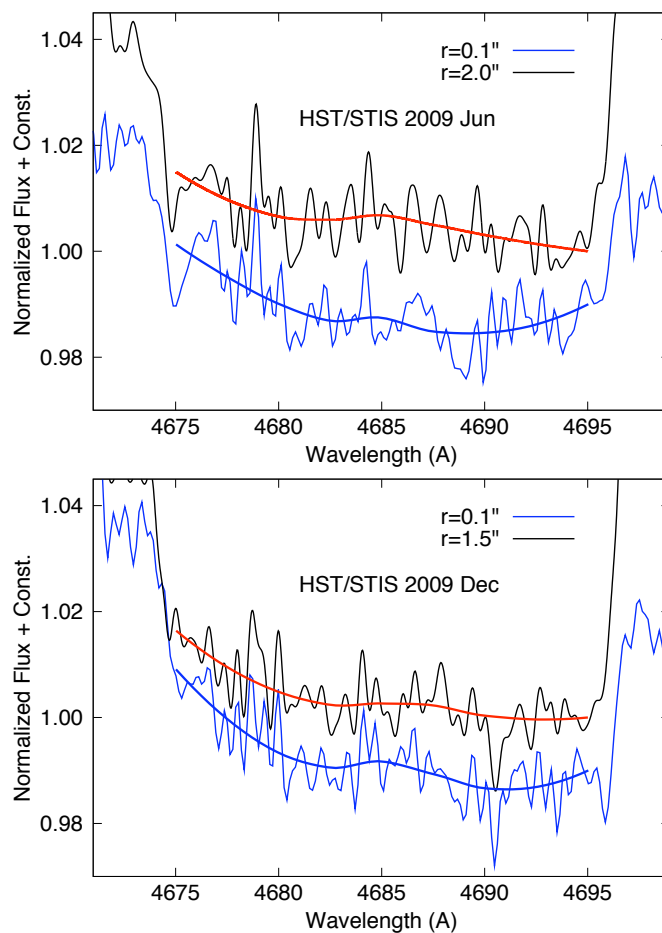 1.04
1.02
1.00
0.98
Normalized Flux + Const.
r=0.1"
r=2.0"
HST/STIS 2009 Jun
4675 4680 4685 4690 4695
Wavelength (A)
1.04
1.02
1.00
0.98
Normalized Flux + Const.
r=0.1"
r=1.5"
HST/STIS 2009 Dec
4675 4680 4685 4690 4695
Wavelength (A)